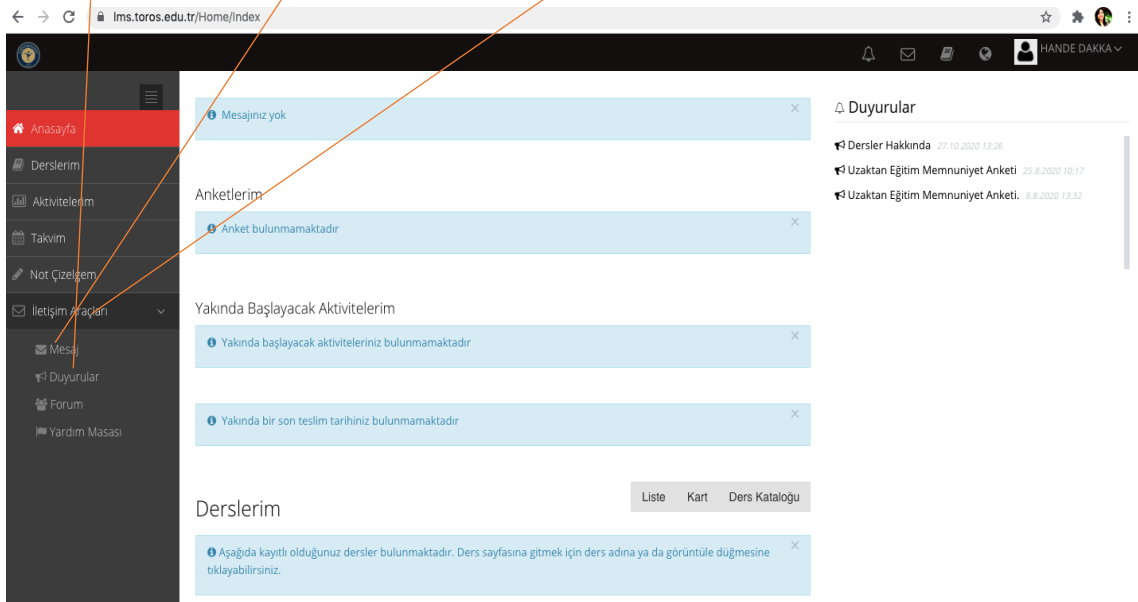 lms.toros.edu.tr/Home/Index
HANDE DAKKA
Anasayfa
Derslerim
Aktivitelerim
Takvim
Not Çizelgem
İletişim Araçları
Mesaj
Duyurular
Forum
Yardım Masası
Mesajınız yok
Anketlerim
Anket bulunmamaktadır
Yakında Başlayacak Aktivitelerim
Yakında başlayacak aktiviteleriniz bulunmamaktadır
Yakında bir son teslim tarihiniz bulunmamaktadır
Derslerim
Liste Kart Ders Kataloğu
Aşağıda kayıtlı olduğunuz dersler bulunmaktadır. Ders sayfasına gitmek için ders adına ya da görüntüle düğmesine
tıklayabilirsiniz.
Duyurular
Dersler Hakkında 27.10.2020 13:26
Uzaktan Eğitim Memnuniyet Anketi 25.8.2020 10:17
Uzaktan Eğitim Memnuniyet Anketi. 8.8.2020 13:32